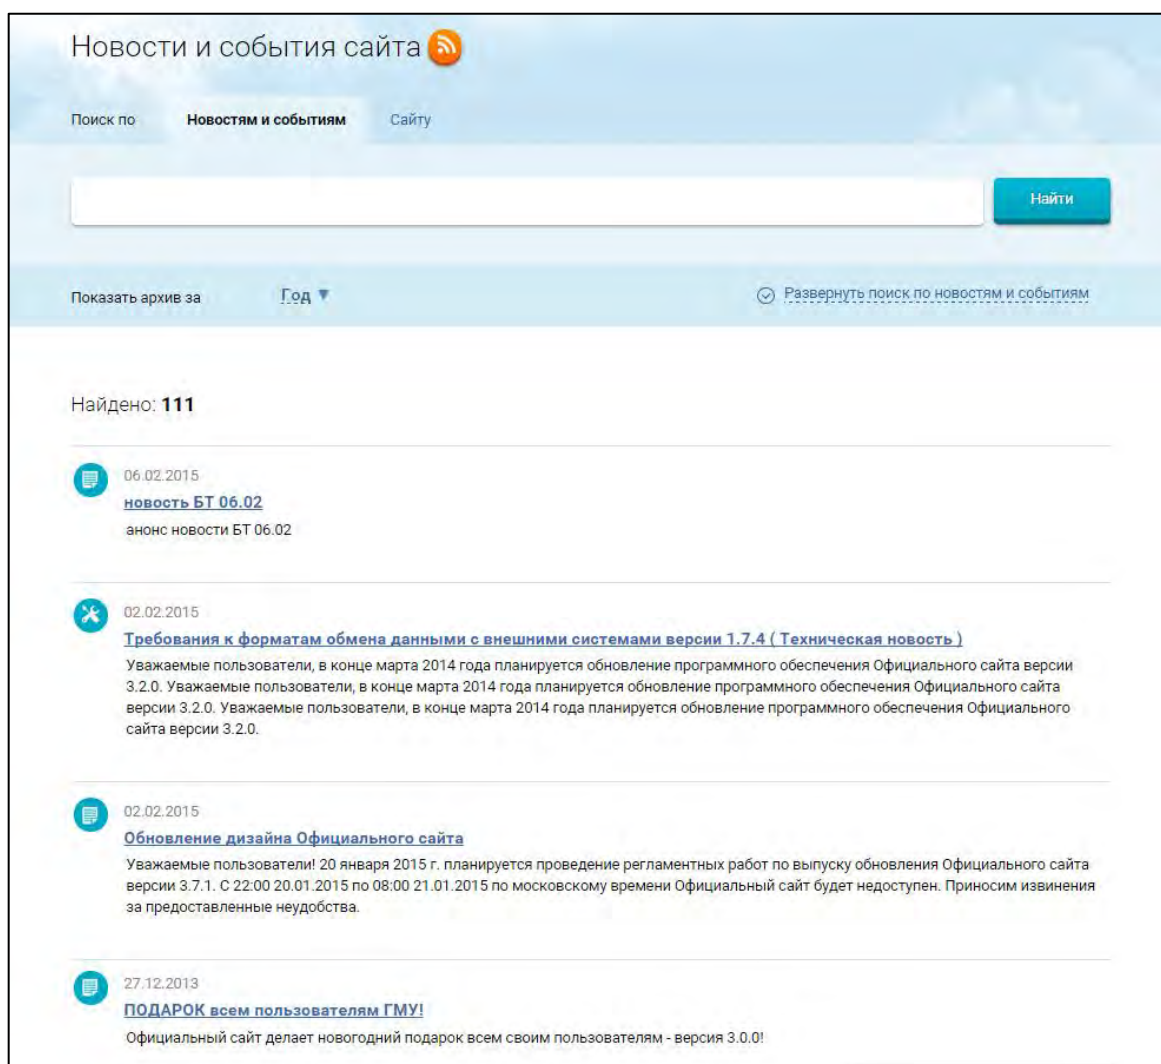 Новости и события сайта
Поиск по Новостям и событиям Сайту
Найти
Показать архив за Год ▼ Развернуть поиск по новостям и событиям
Найдено: 111
06.02.2015
новость БТ 06.02
анонс новости БТ 06.02
02.02.2015
Требования к форматам обмена данными с внешними системами версии 1.7.4 ( Техническая новость )
Уважаемые пользователи, в конце марта 2014 года планируется обновление программного обеспечения Официального сайта версии
3.2.0. Уважаемые пользователи, в конце марта 2014 года планируется обновление программного обеспечения Официального сайта
версии 3.2.0. Уважаемые пользователи, в конце марта 2014 года планируется обновление программного обеспечения Официального
сайта версии 3.2.0.
02.02.2015
Обновление дизайна Официального сайта
Уважаемые пользователи! 20 января 2015 г. планируется проведение регламентных работ по выпуску обновления Официального сайта
версии 3.7.1. С 22:00 20.01.2015 по 08:00 21.01.2015 по московскому времени Официальный сайт будет недоступен. Приносим извинения
за предоставленные неудобства.
27.12.2013
ПОДАРОК всем пользователям ГМУ!
Официальный сайт делает новогодний подарок всем своим пользователям - версия 3.0.0!